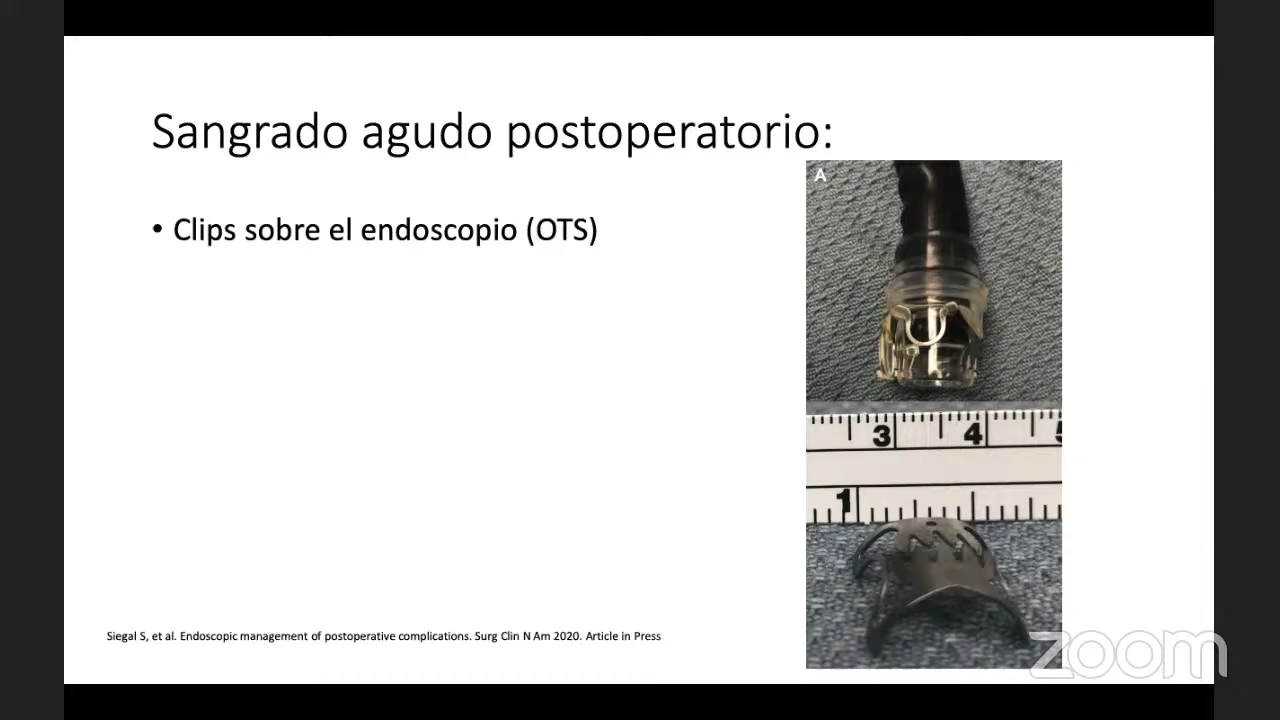 Sangrado agudo postoperatorio:
• Clips sobre el endoscopio (OTS)
A
3 4 5
1
Siegal S, et al. Endoscopic management of postoperative complications. Surg Clin N Am 2020. Article in Press
zoom